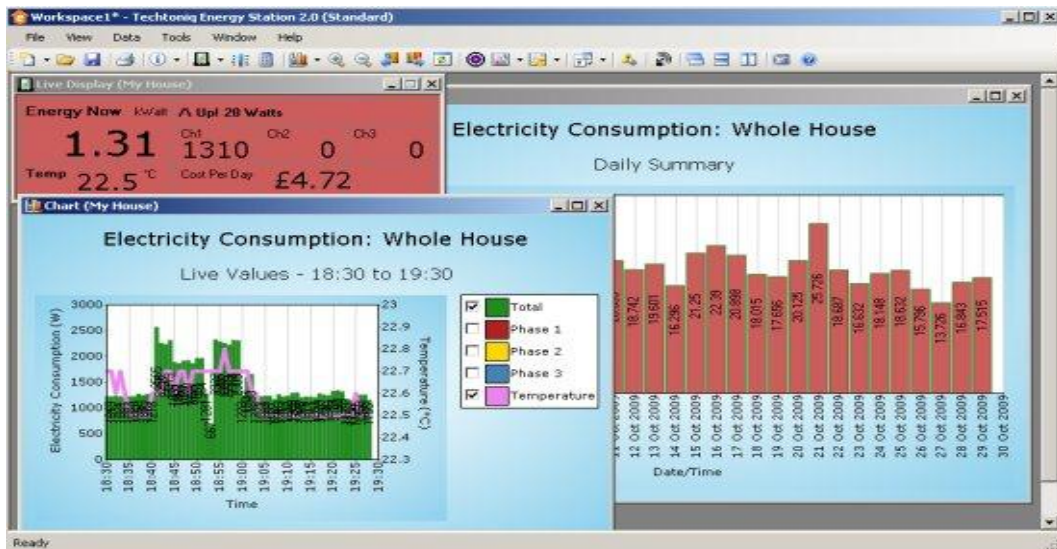 Workspace1* - Techtoniq Energy Station 2.0 (Standard)
File View Data Tools Window Help
Live Display (My House)
Energy Now kWatt Λ Up! 20 Watts
1.31 Ch1 1310 Ch2 0 Ch3 0
Temp 22.5 °C Cost Per Day £4.72
Electricity Consumption: Whole House
Daily Summary
18.742 19.601 16.296 21.25 22.39 20.898 18.015 17.656 20.125 25.726 18.687 16.632 18.148 18.632 15.796 13.726 16.843 17.515
12 Oct 2009 13 Oct 2009 14 Oct 2009 15 Oct 2009 16 Oct 2009 17 Oct 2009 18 Oct 2009 19 Oct 2009 20 Oct 2009 21 Oct 2009 22 Oct 2009 23 Oct 2009 24 Oct 2009 25 Oct 2009 26 Oct 2009 27 Oct 2009 28 Oct 2009 29 Oct 2009 30 Oct 2009
Date/Time
Chart (My House)
Electricity Consumption: Whole House
Live Values - 18:30 to 19:30
Electricity Consumption (W)
3000
2500
2000
1500
1000
500
0
23
22.9
22.8
22.7
22.6
22.5
22.4
22.3
Temperature (°C)
18:30 18:35 18:40 18:45 18:50 18:55 19:00 19:05 19:10 19:15 19:20 19:25 19:30
Time
Total
Phase 1
Phase 2
Phase 3
Temperature
Ready